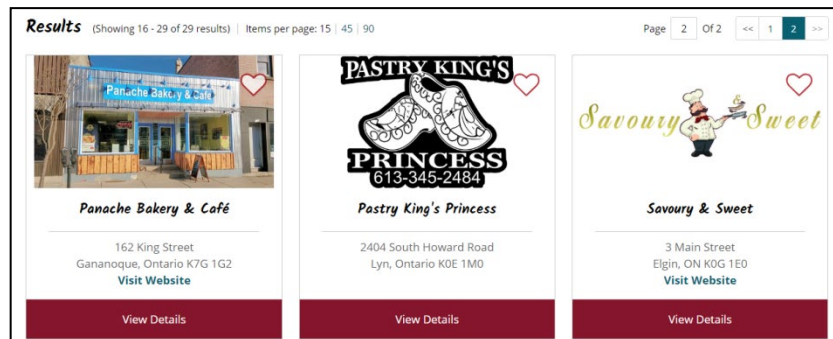 Results (Showing 16 - 29 of 29 results) | Items per page: 15 | 45 | 90
Page 2 Of 2 << 1 2 >>
Panache Bakery & Cafe
Panache Bakery & Café
162 King Street
Gananoque, Ontario K7G 1G2
Visit Website
View Details
PASTRY KING'S
PRINCESS
613-345-2484
Pastry King's Princess
2404 South Howard Road
Lyn, Ontario K0E 1M0
View Details
Savoury & Sweet
Savoury & Sweet
3 Main Street
Elgin, ON K0G 1E0
Visit Website
View Details